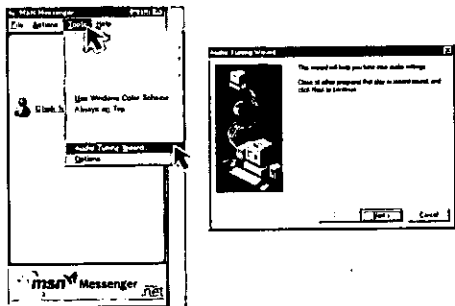 MSN Messenger
File Actions Tools Help
Use Windows Color Scheme
Always on Top
Click
Audio Tuning Wizard...
Options
msn Messenger
.net
Audio Tuning Wizard
This wizard will help you tune your audio settings.
Close all other programs that play or record sound, and
click Next to continue.
Next > Cancel